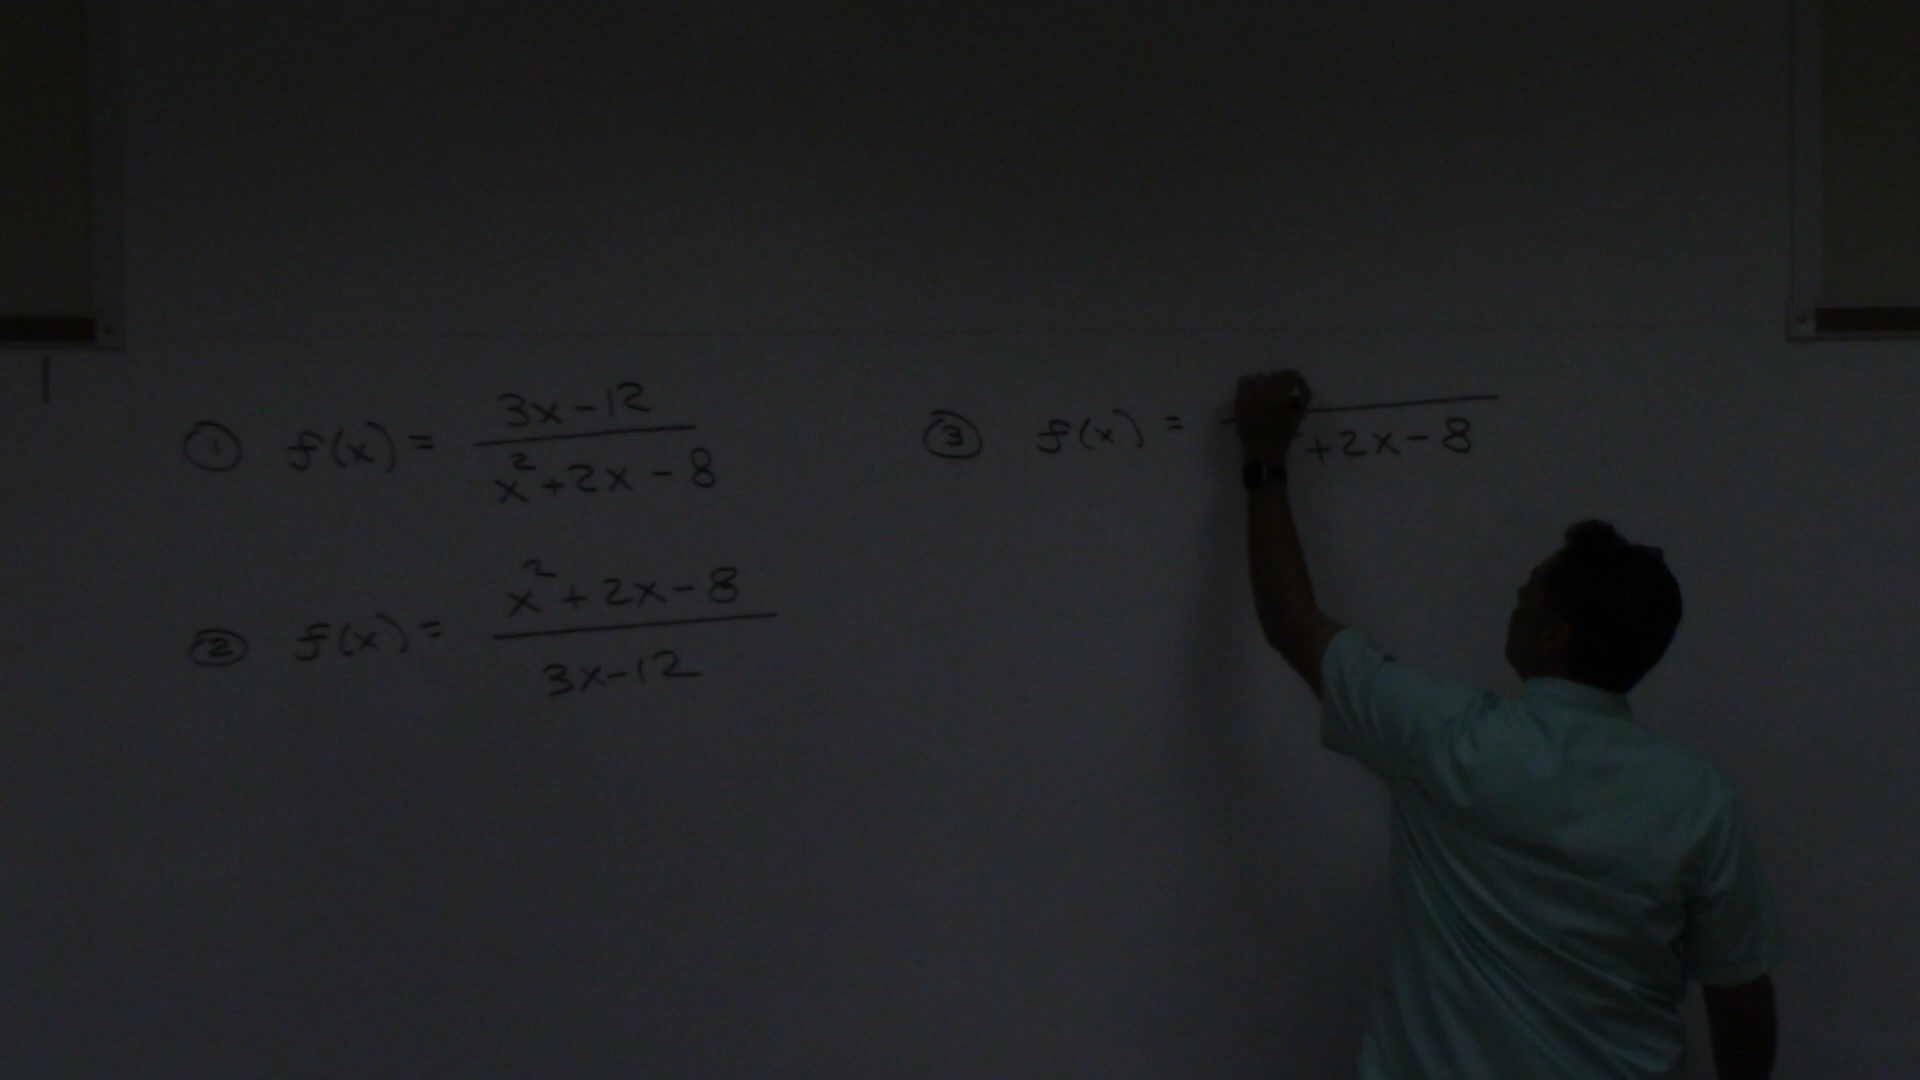 ① f(x) = 3x-12
x²+2x-8
② f(x) = x²+2x-8
3x-12
③ f(x) =
+2x-8